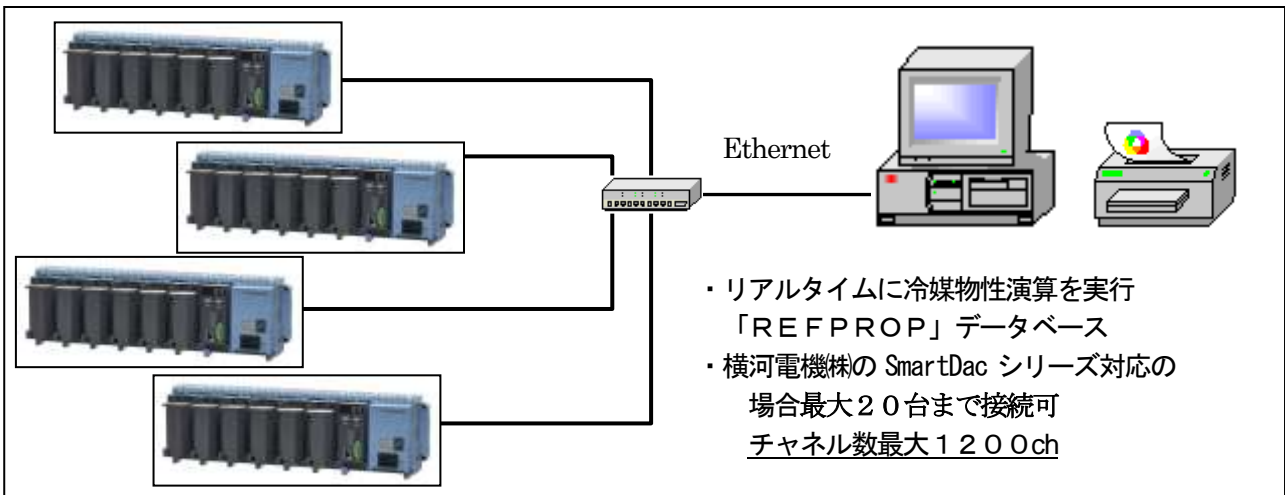 Ethernet
・リアルタイムに冷媒物性演算を実行
「ＲＥＦＰＲＯＰ」データベース
・横河電機㈱の SmartDac シリーズ対応の
場合最大２０台まで接続可
チャネル数最大１２００ch